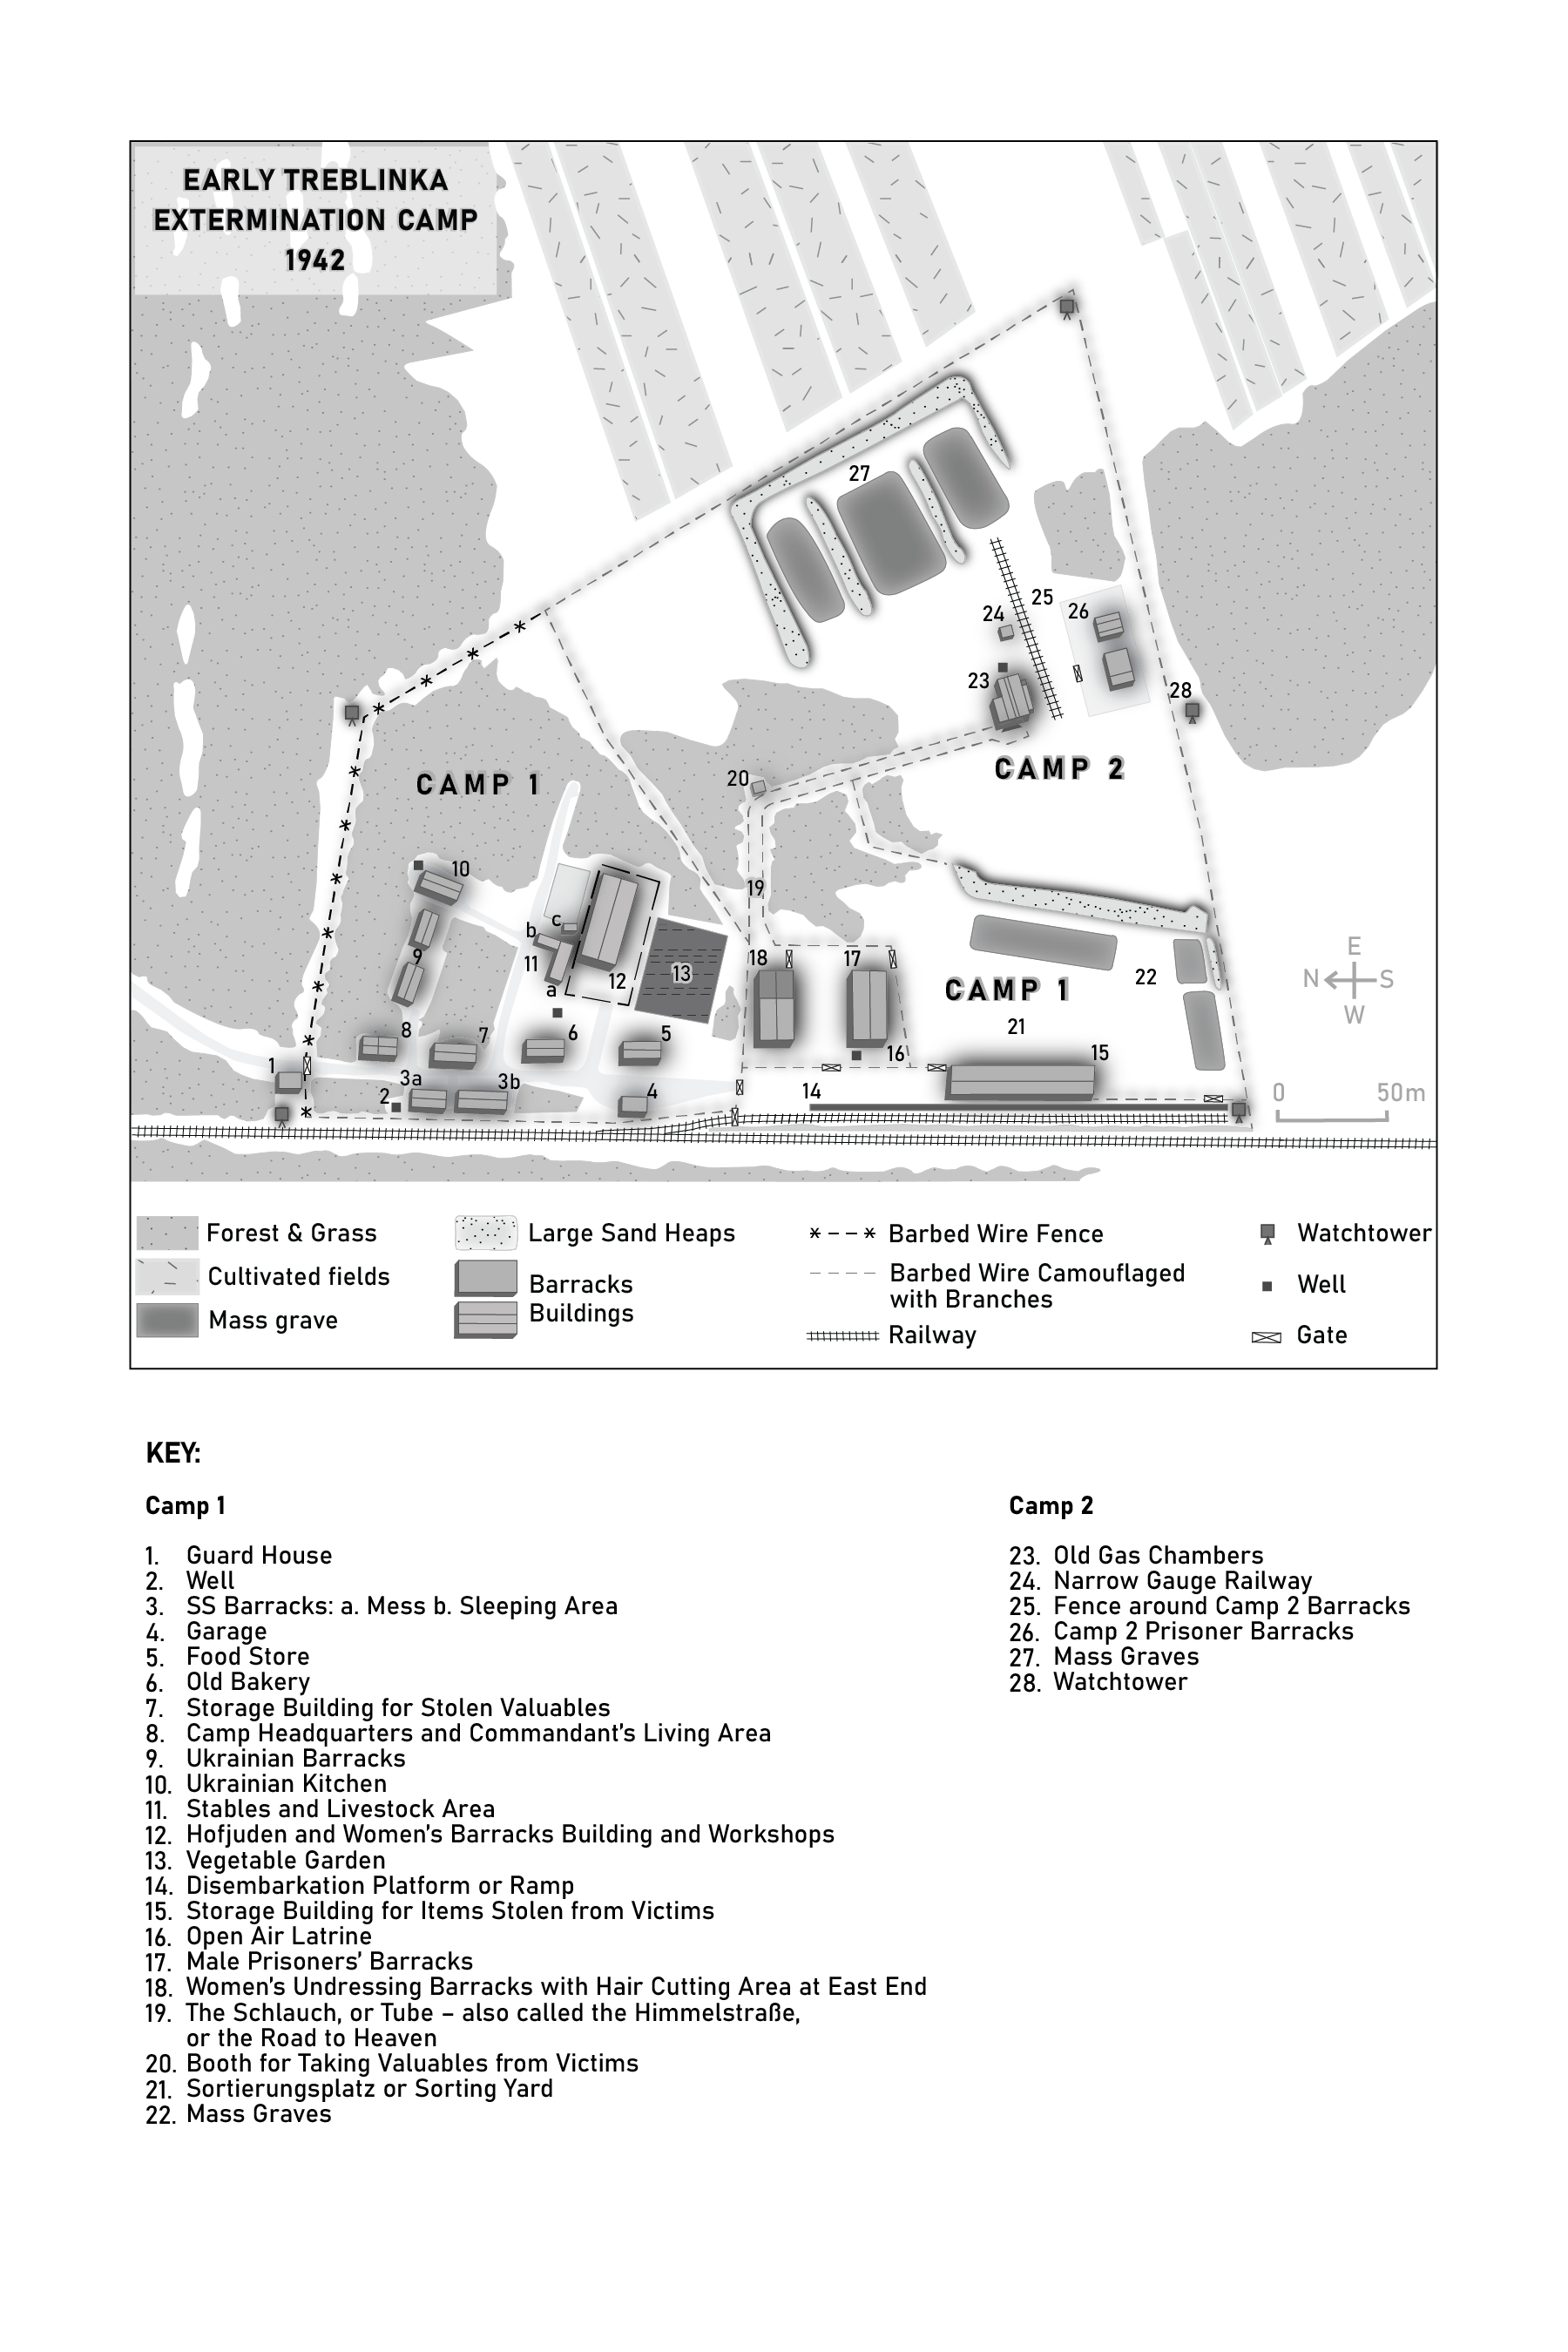 EARLY TREBLINKA
EXTERMINATION CAMP
1942
27
25
24
26
23
28
CAMP 2
20
CAMP 1
10
19
c
b
9
11
12
13
a
18
17
CAMP 1
22
E
N S
W
21
8
7
6
5
16
15
1
3a
3b
2
4
14
0 50m
Forest & Grass
Cultivated fields
Mass grave
Large Sand Heaps
Barracks
Buildings
Barbed Wire Fence
Barbed Wire Camouflaged
with Branches
Railway
Watchtower
Well
Gate
KEY:
Camp 1
1. Guard House
2. Well
3. SS Barracks: a. Mess b. Sleeping Area
4. Garage
5. Food Store
6. Old Bakery
7. Storage Building for Stolen Valuables
8. Camp Headquarters and Commandant’s Living Area
9. Ukrainian Barracks
10. Ukrainian Kitchen
11. Stables and Livestock Area
12. Hofjuden and Women’s Barracks Building and Workshops
13. Vegetable Garden
14. Disembarkation Platform or Ramp
15. Storage Building for Items Stolen from Victims
16. Open Air Latrine
17. Male Prisoners’ Barracks
18. Women’s Undressing Barracks with Hair Cutting Area at East End
19. The Schlauch, or Tube – also called the Himmelstraße,
or the Road to Heaven
20. Booth for Taking Valuables from Victims
21. Sortierungsplatz or Sorting Yard
22. Mass Graves
Camp 2
23. Old Gas Chambers
24. Narrow Gauge Railway
25. Fence around Camp 2 Barracks
26. Camp 2 Prisoner Barracks
27. Mass Graves
28. Watchtower